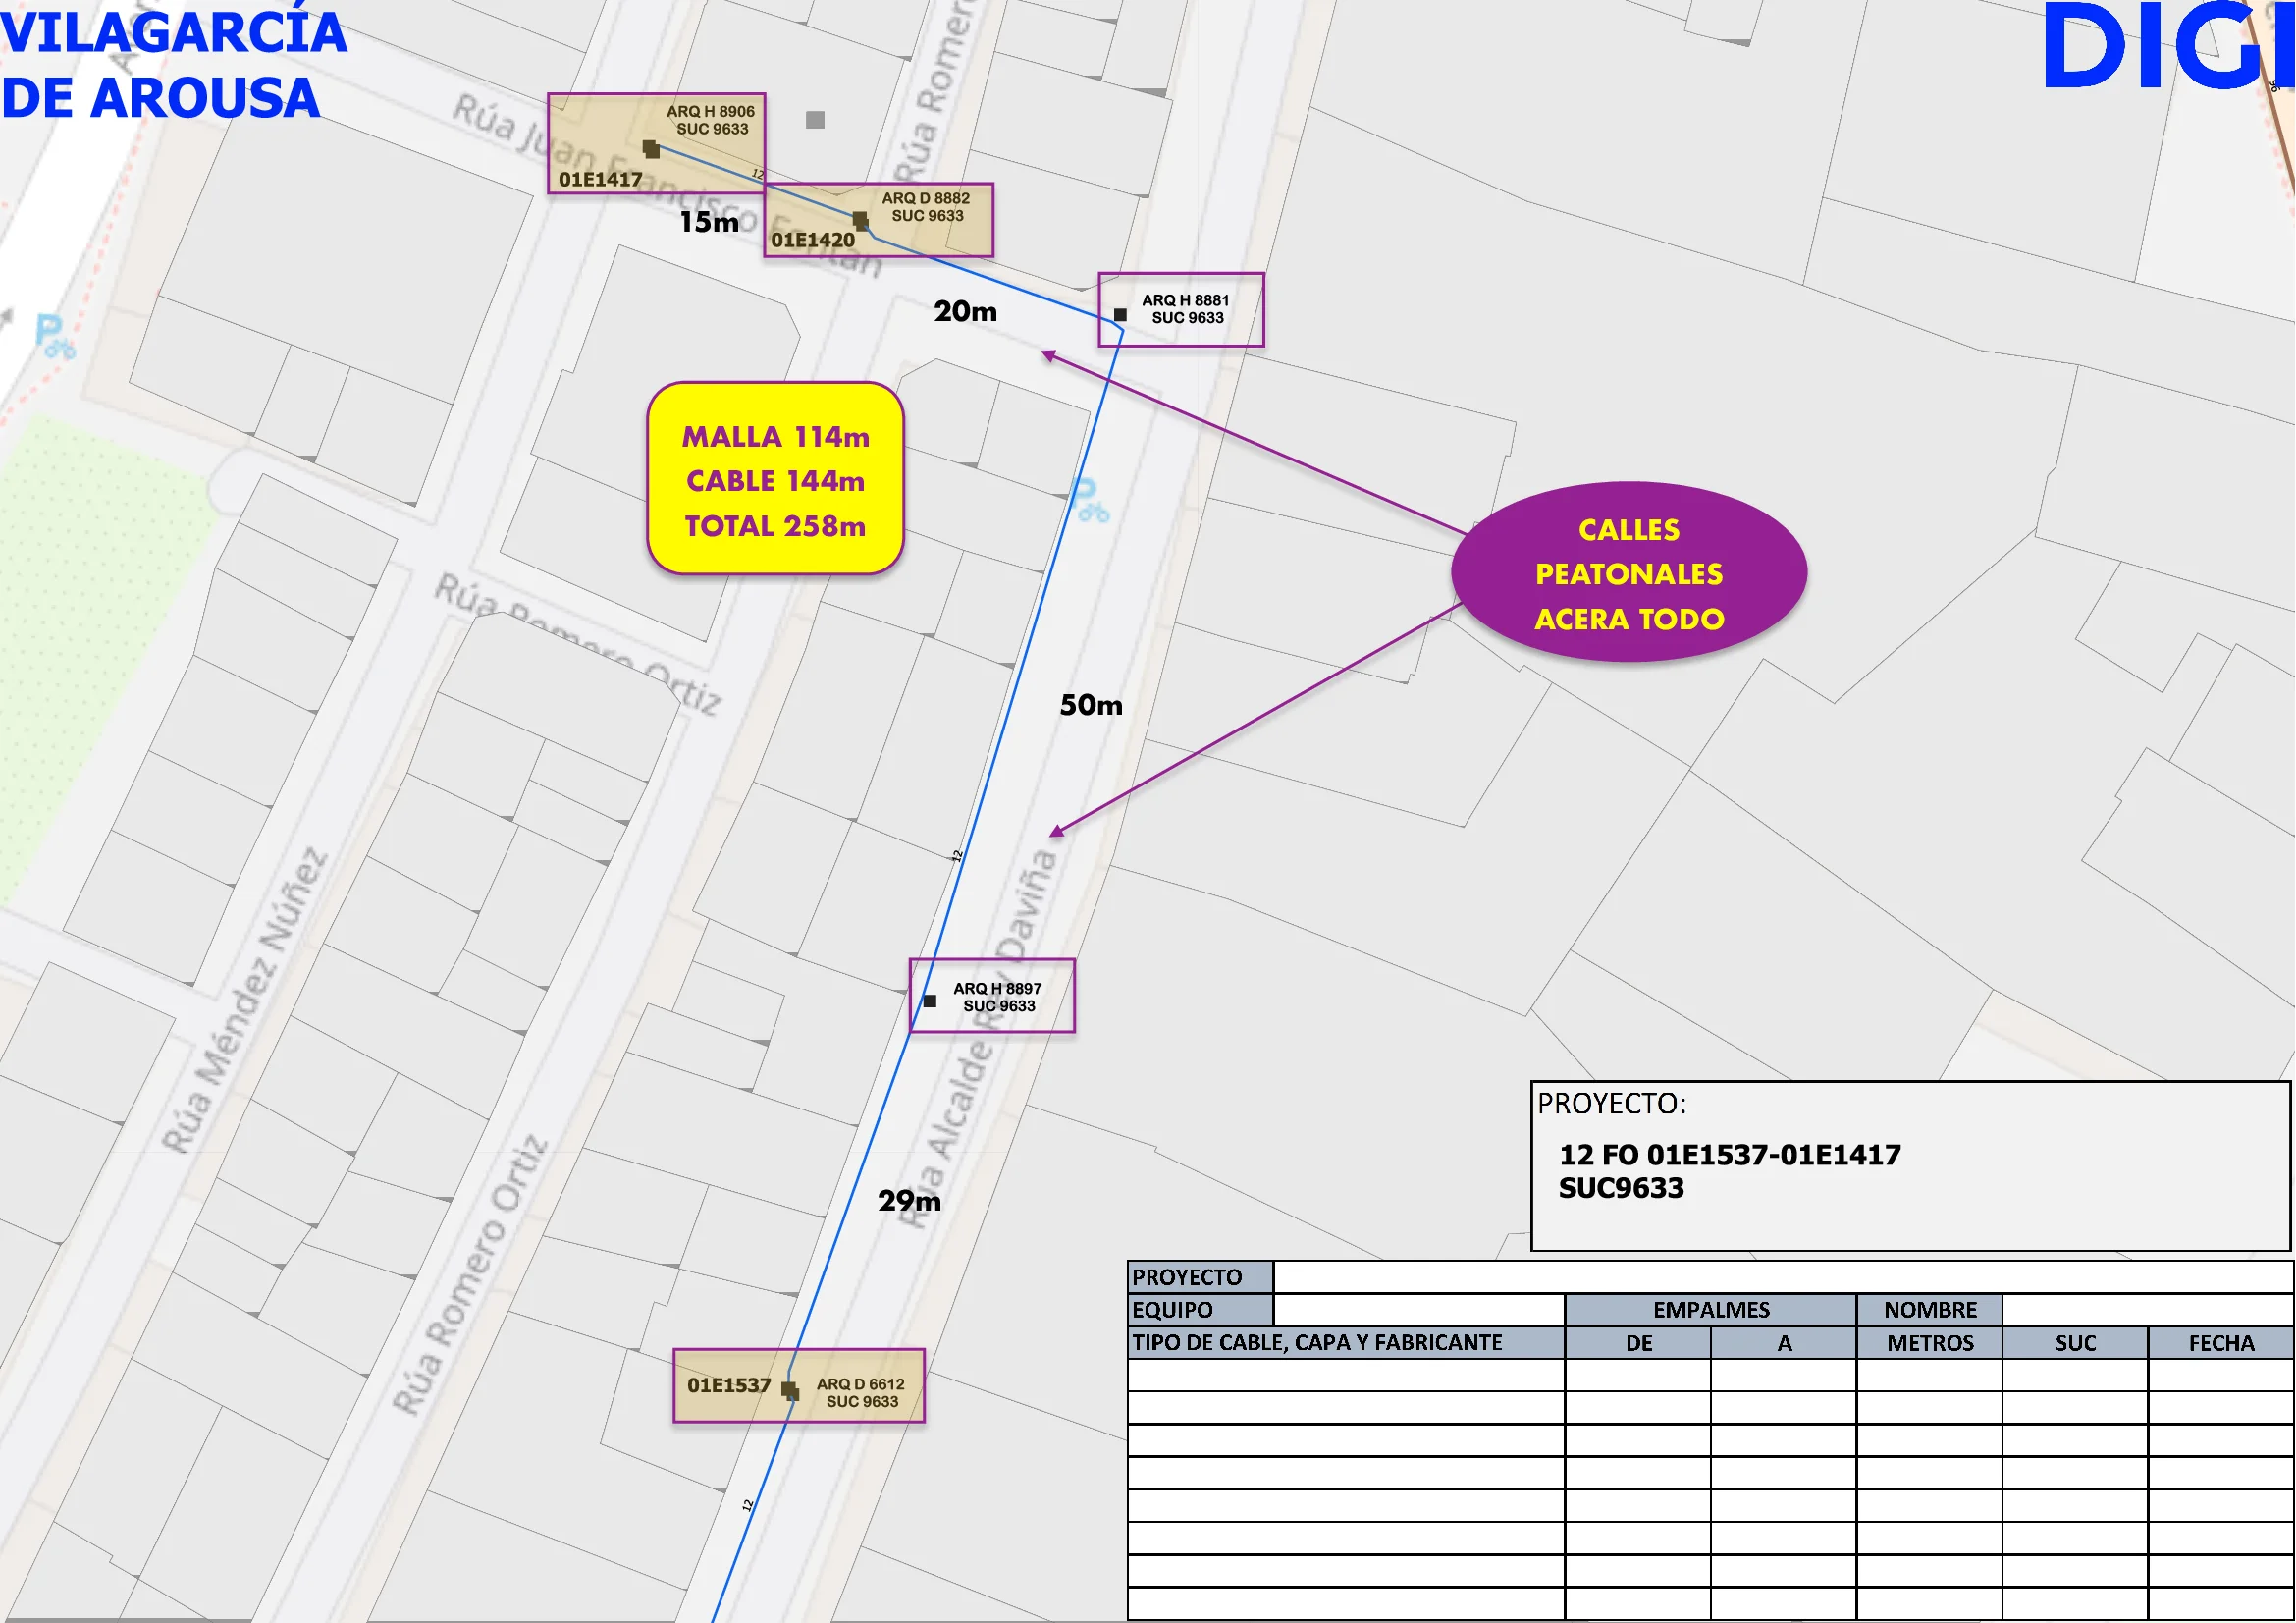 VILAGARCÍA
DE AROUSA
DIGI
Rúa Juan Francisco Fontán
Rúa Romero
ARQ H 8906
SUC 9633
01E1417
12
15m
ARQ D 8882
SUC 9633
01E1420
20m
ARQ H 8881
SUC 9633
P
P
MALLA 114m
CABLE 144m
TOTAL 258m
CALLES
PEATONALES
ACERA TODO
Rúa Romero Ortiz
50m
12
Rúa Méndez Núñez
Rúa Alcalde Rey Daviña
ARQ H 8897
SUC 9633
29m
Rúa Romero Ortiz
01E1537
ARQ D 6612
SUC 9633
12
PROYECTO:
12 FO 01E1537-01E1417
SUC9633
PROYECTO
EQUIPO EMPALMES NOMBRE
TIPO DE CABLE, CAPA Y FABRICANTE DE A METROS SUC FECHA